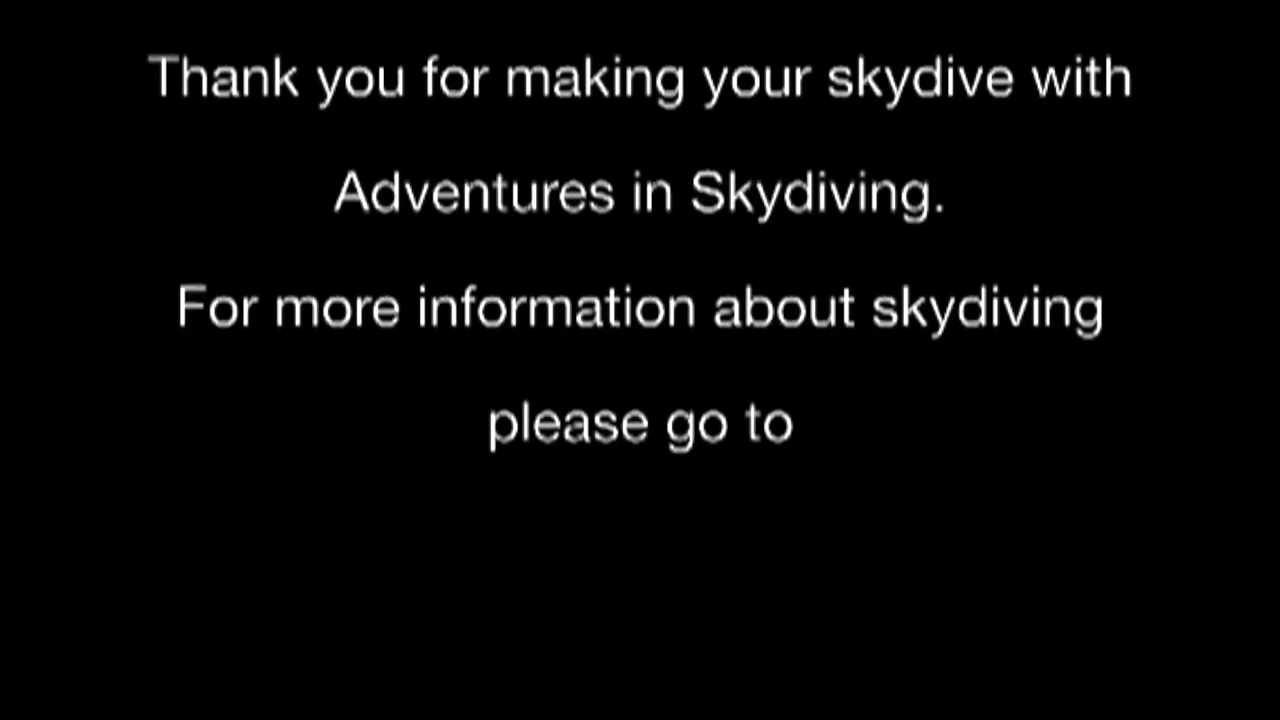 Thank you for making your skydive with
Adventures in Skydiving.
For more information about skydiving
please go to